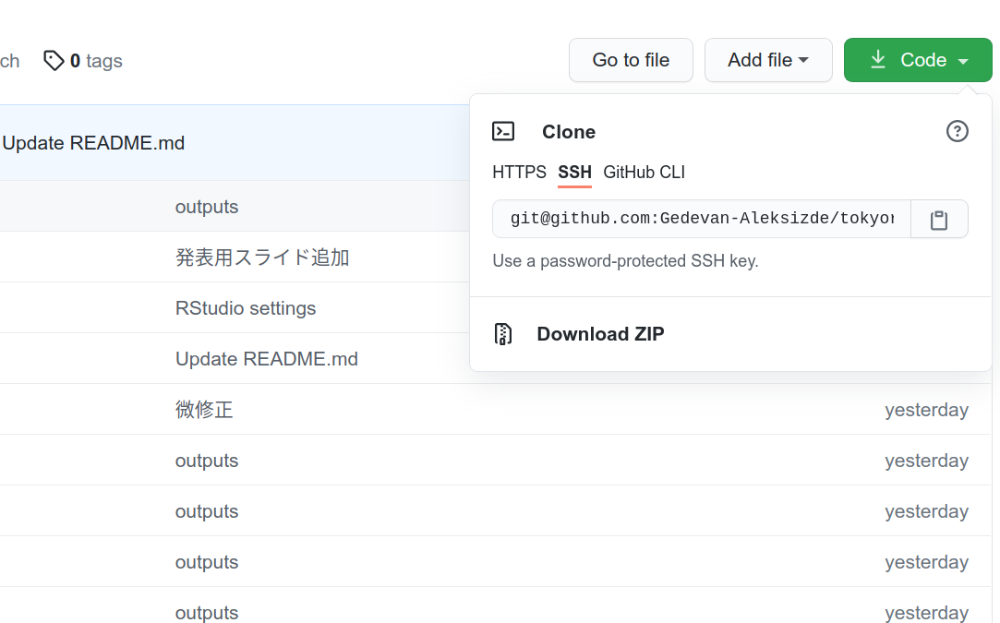 ch 0 tags Go to file Add file Code
Update README.md
Clone
HTTPS SSH GitHub CLI
git@github.com:Gedevan-Aleksizde/tokyor
Use a password-protected SSH key.
Download ZIP
outputs
発表用スライド追加
RStudio settings
Update README.md
微修正 yesterday
outputs yesterday
outputs yesterday
outputs yesterday
outputs yesterday